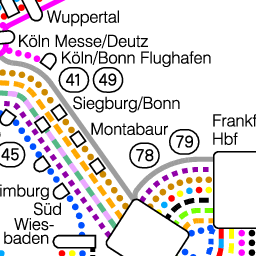 Wuppertal
Köln Messe/Deutz
Köln/Bonn Flughafen
41 49
Siegburg/Bonn
Montabaur
78 79
Frankf
Hbf
45
imburg
Süd
Wies-
baden